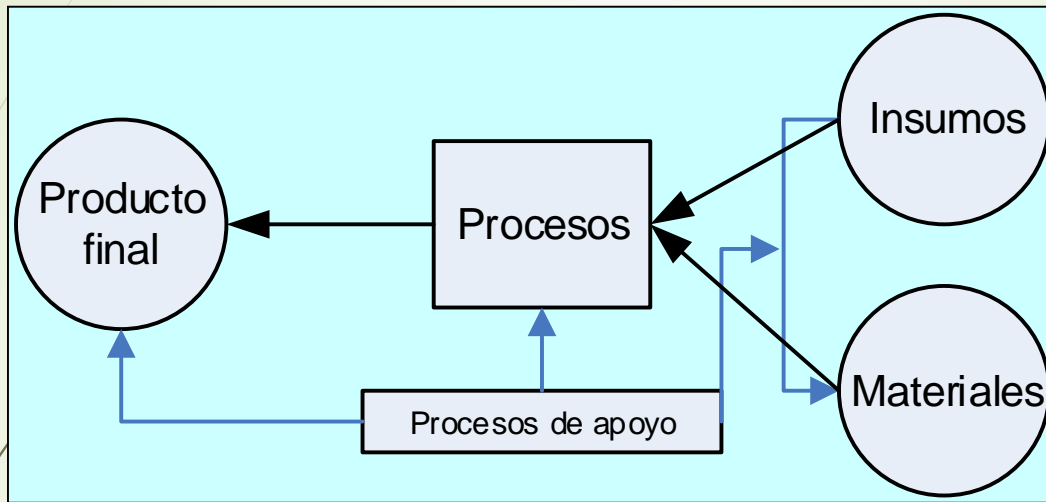 Insumos
Producto
final
Procesos
Materiales
Procesos de apoyo